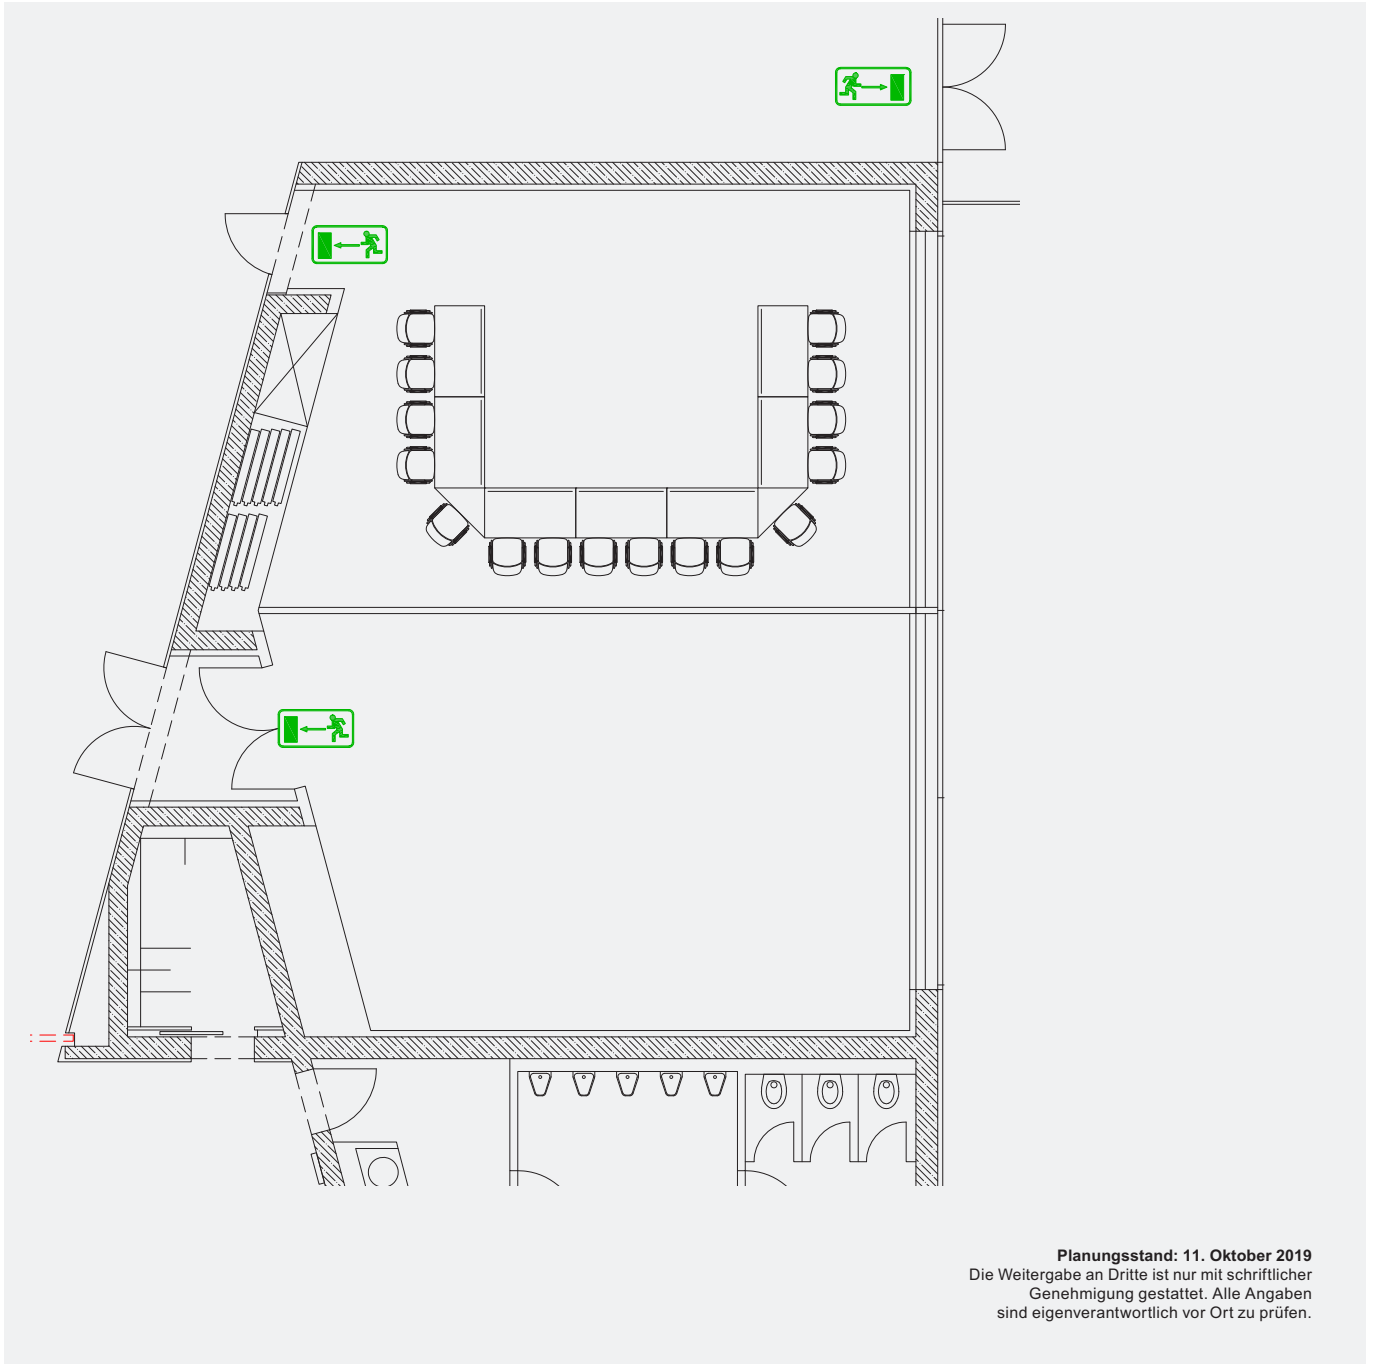 Planungsstand: 11. Oktober 2019
Die Weitergabe an Dritte ist nur mit schriftlicher
Genehmigung gestattet. Alle Angaben
sind eigenverantwortlich vor Ort zu prüfen.